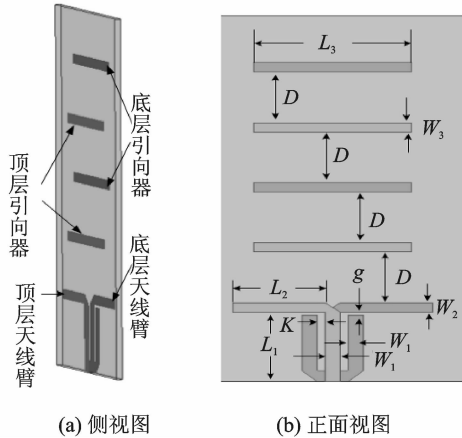 底层引向器
顶层引向器
底层天线臂
顶层天线臂
(a) 侧视图
L₃
D
W₃
D
D
D
g
L₂
W₂
K
L₁
W₁
W₁
(b) 正面视图